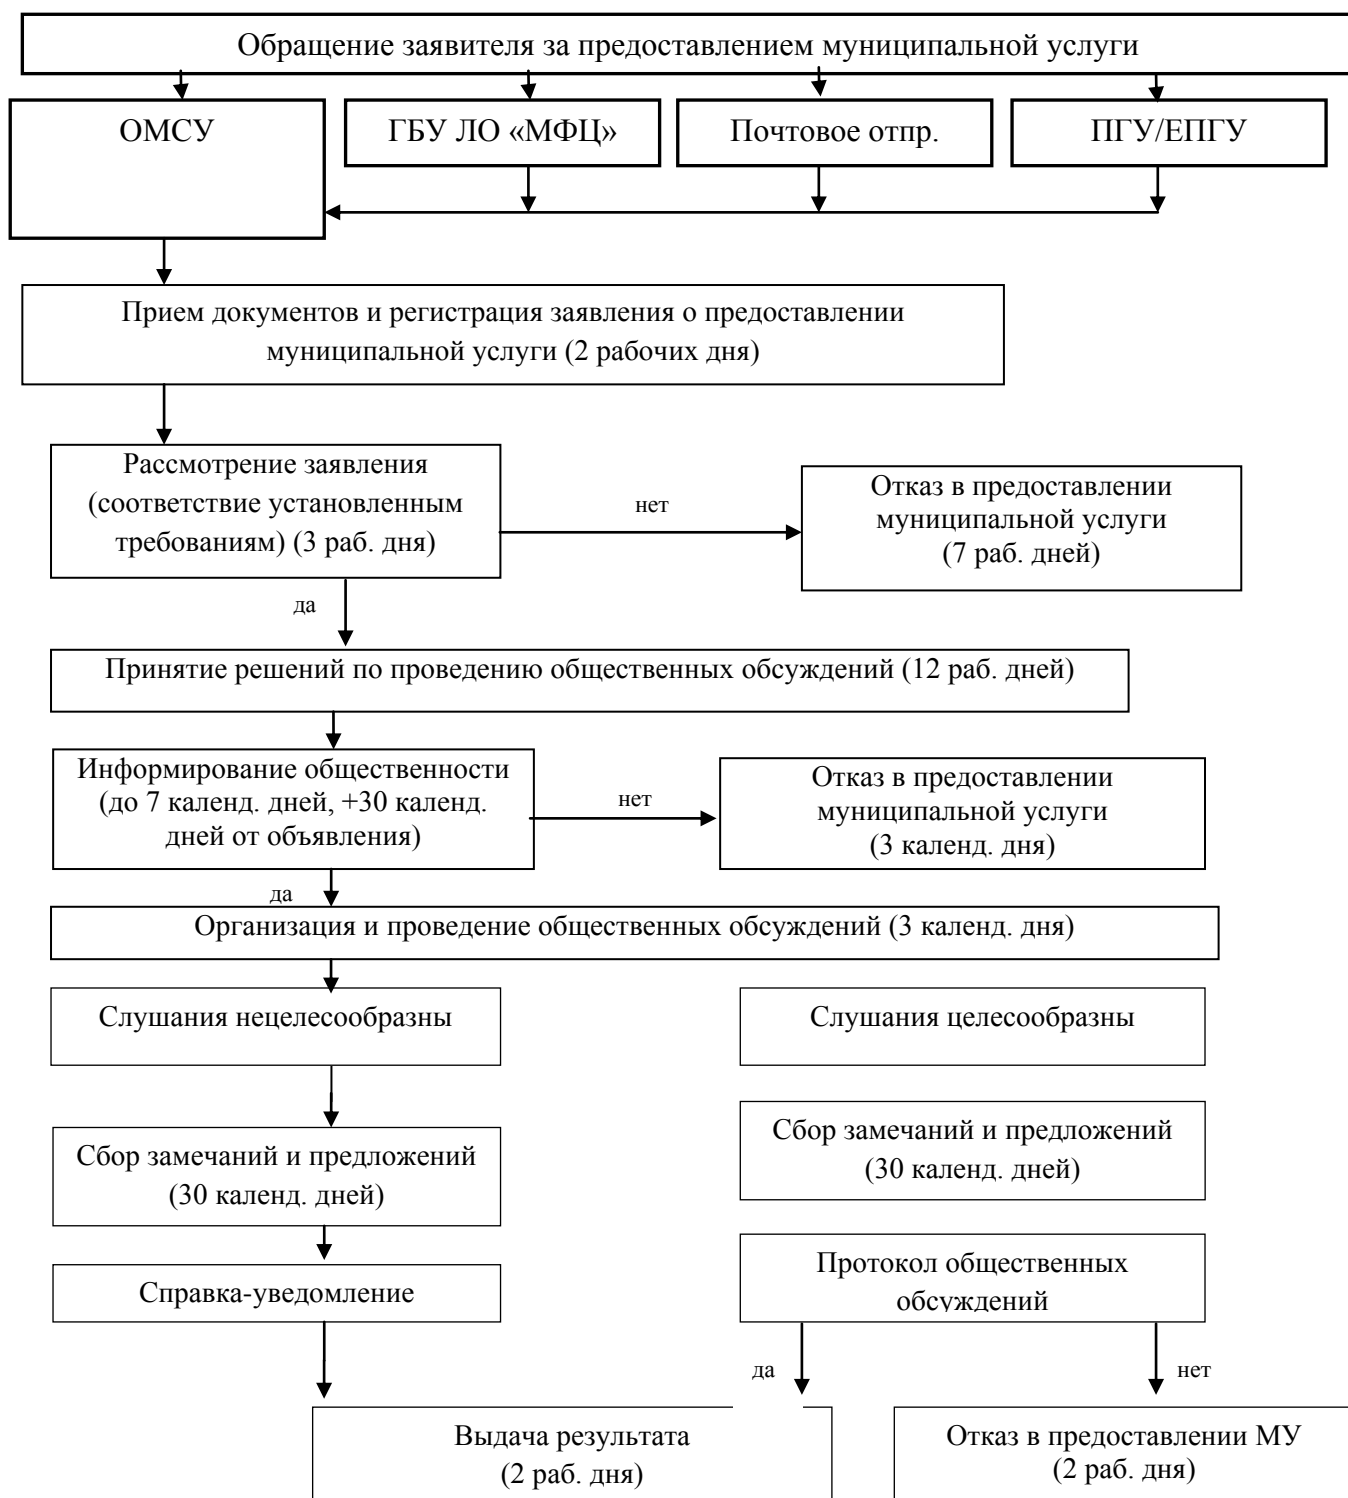 Обращение заявителя за предоставлением муниципальной услуги
ОМСУ
ГБУ ЛО «МФЦ»
Почтовое отпр.
ПГУ/ЕПГУ
Прием документов и регистрация заявления о предоставлении
муниципальной услуги (2 рабочих дня)
Рассмотрение заявления
(соответствие установленным
требованиям) (3 раб. дня)
нет
Отказ в предоставлении
муниципальной услуги
(7 раб. дней)
да
Принятие решений по проведению общественных обсуждений (12 раб. дней)
Информирование общественности
(до 7 календ. дней, +30 календ.
дней от объявления)
нет
Отказ в предоставлении
муниципальной услуги
(3 календ. дня)
да
Организация и проведение общественных обсуждений (3 календ. дня)
Слушания нецелесообразны
Слушания целесообразны
Сбор замечаний и предложений
(30 календ. дней)
Сбор замечаний и предложений
(30 календ. дней)
Справка-уведомление
Протокол общественных
обсуждений
да
нет
Выдача результата
(2 раб. дня)
Отказ в предоставлении МУ
(2 раб. дня)